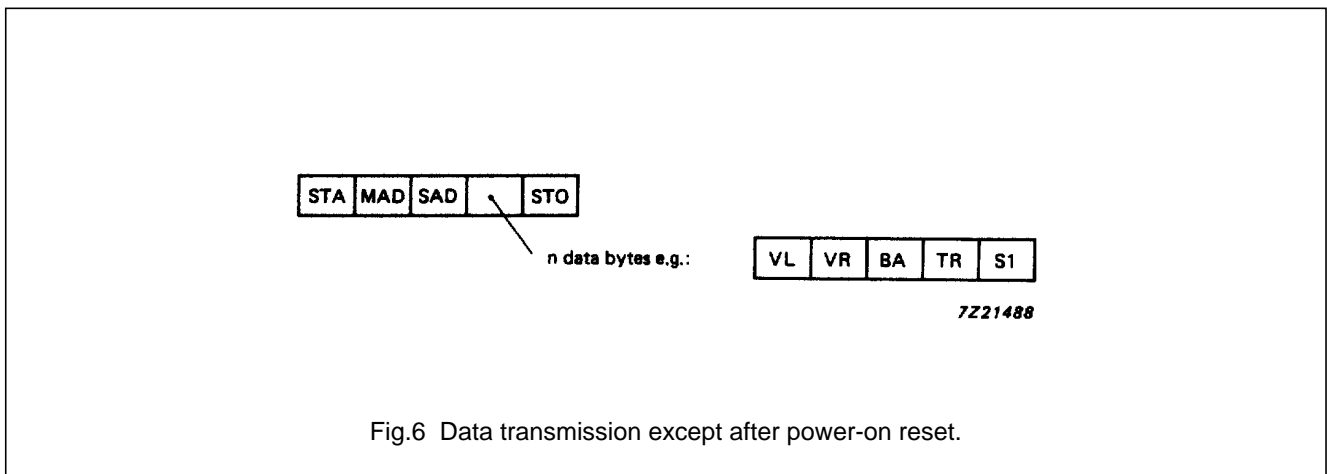 STA MAD SAD STO
n data bytes e.g.: VL VR BA TR S1
7Z21488
Fig.6 Data transmission except after power-on reset.